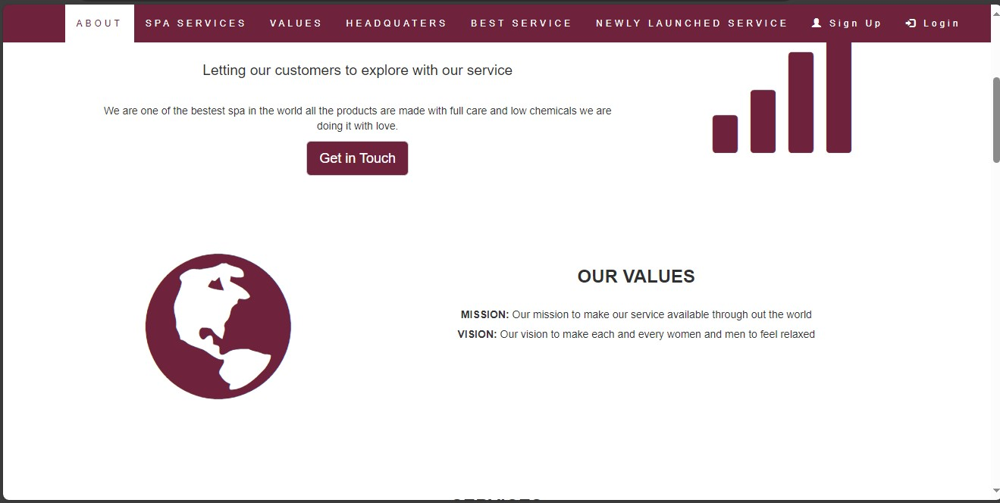 ABOUT SPA SERVICES VALUES HEADQUATERS BEST SERVICE NEWLY LAUNCHED SERVICE Sign Up Login
Letting our customers to explore with our service
We are one of the bestest spa in the world all the products are made with full care and low chemicals we are
doing it with love.
Get in Touch
OUR VALUES
MISSION: Our mission to make our service available through out the world
VISION: Our vision to make each and every women and men to feel relaxed